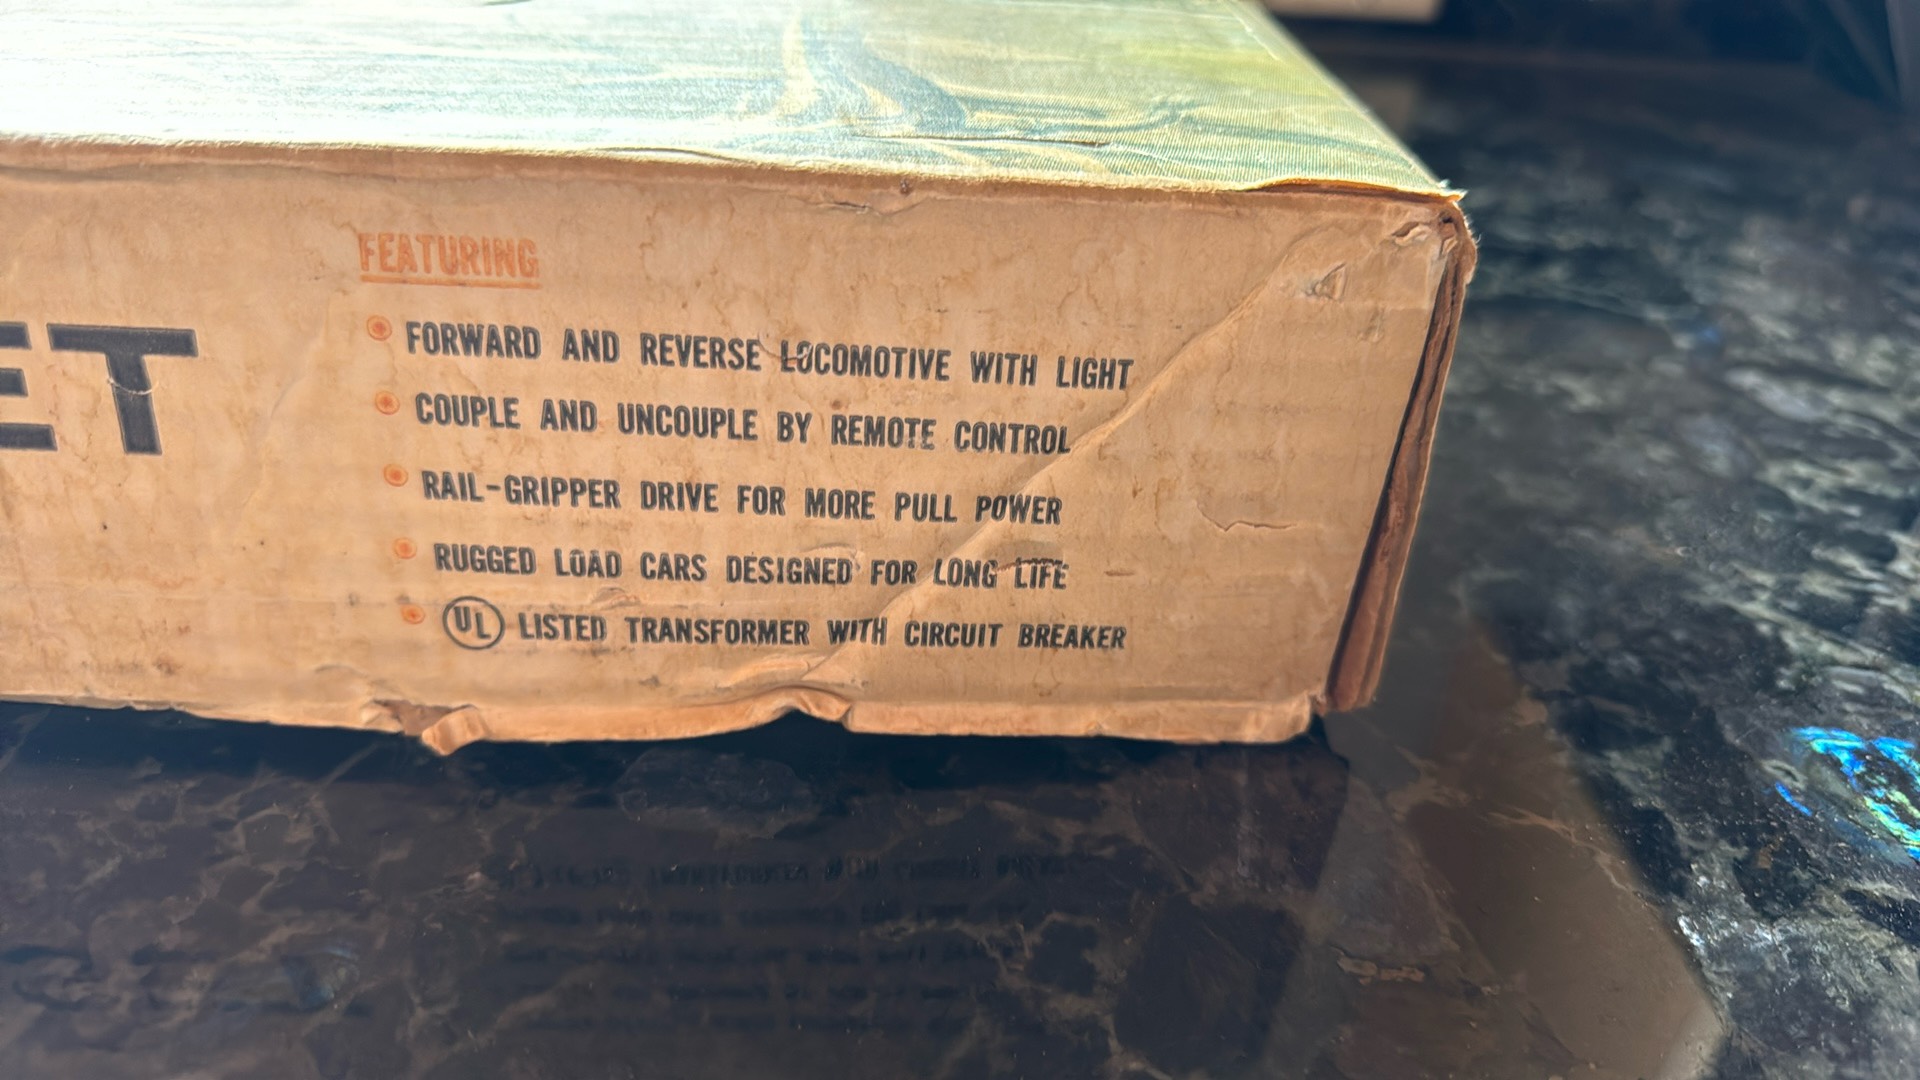 FEATURING
ET
FORWARD AND REVERSE LOCOMOTIVE WITH LIGHT
COUPLE AND UNCOUPLE BY REMOTE CONTROL
RAIL-GRIPPER DRIVE FOR MORE PULL POWER
RUGGED LOAD CARS DESIGNED FOR LONG LIFE
UL LISTED TRANSFORMER WITH CIRCUIT BREAKER